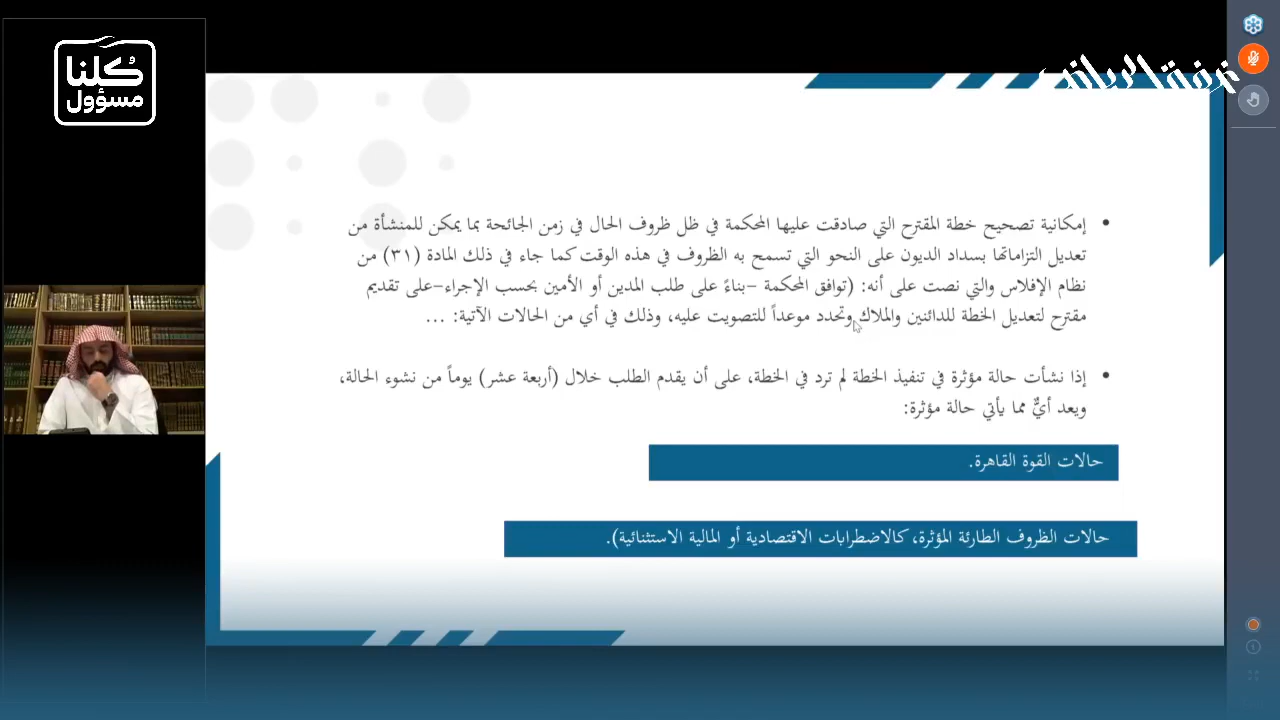 كلنا
مسؤول
غرفة الرياض
• إمكانية تصحيح خطة المقترح التي صادقت عليها المحكمة في ظل ظروف الحال في زمن الجائحة بما يمكن للمنشأة من
تعديل التزاماتها بسداد الديون على النحو التي تسمح به الظروف في هذه الوقت كما جاء في ذلك المادة (٣١) من
نظام الإفلاس والتي نصت على أنه: (توافق المحكمة -بناءً على طلب المدين أو الأمين بحسب الإجراء-على تقديم
مقترح لتعديل الخطة للدائنين والملاك وتحدد موعداً للتصويت عليه، وذلك في أي من الحالات الآتية: ...
• إذا نشأت حالة مؤثرة في تنفيذ الخطة لم ترد في الخطة، على أن يقدم الطلب خلال (أربعة عشر) يوماً من نشوء الحالة،
ويعد أيٌّ مما يأتي حالة مؤثرة:
حالات القوة القاهرة.
حالات الظروف الطارئة المؤثرة، كالاضطرابات الاقتصادية أو المالية الاستثنائية).